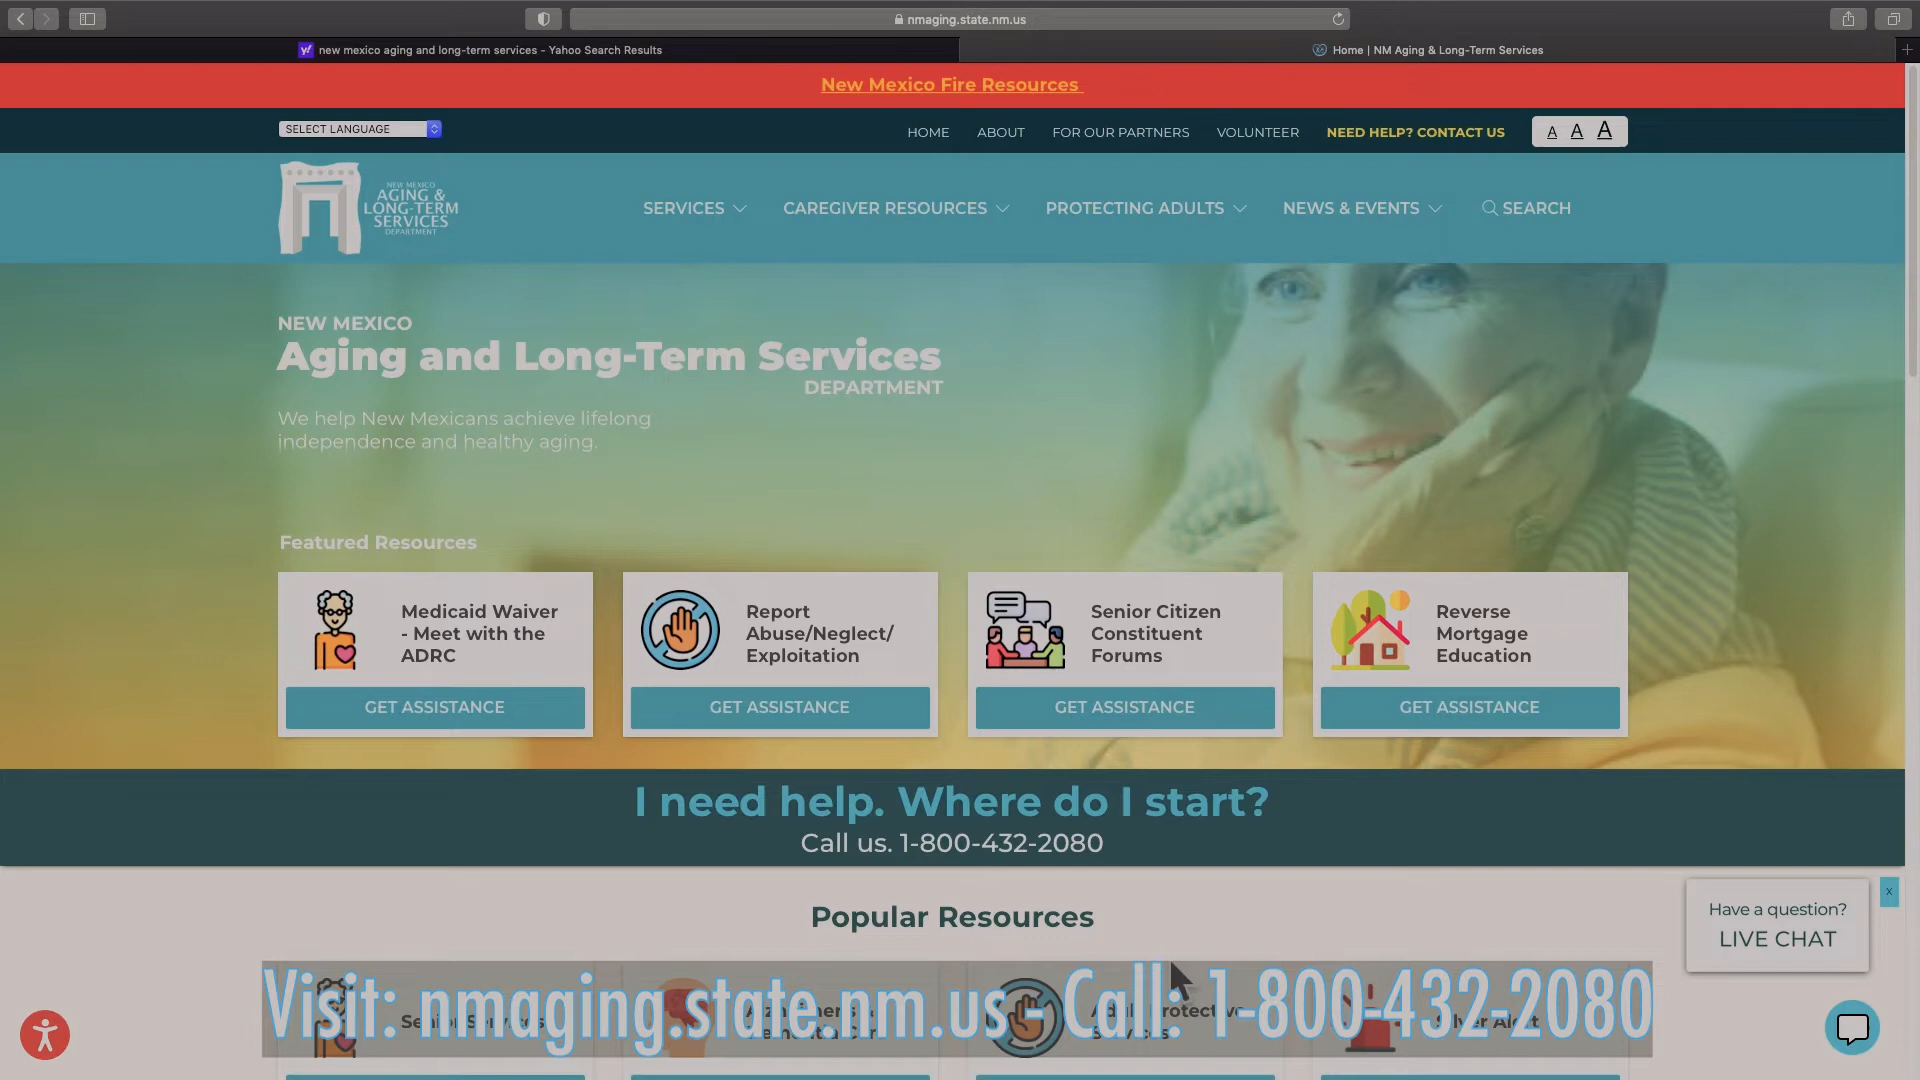 nmaging.state.nm.us
new mexico aging and long-term services - Yahoo Search Results
Home | NM Aging & Long-Term Services
New Mexico Fire Resources
SELECT LANGUAGE
HOME ABOUT FOR OUR PARTNERS VOLUNTEER NEED HELP? CONTACT US A A A
NEW MEXICO
AGING &
LONG-TERM
SERVICES
DEPARTMENT
SERVICES CAREGIVER RESOURCES PROTECTING ADULTS NEWS & EVENTS SEARCH
NEW MEXICO
Aging and Long-Term Services
DEPARTMENT
We help New Mexicans achieve lifelong
independence and healthy aging.
Featured Resources
Medicaid Waiver
- Meet with the
ADRC
GET ASSISTANCE
Report
Abuse/Neglect/
Exploitation
GET ASSISTANCE
Senior Citizen
Constituent
Forums
GET ASSISTANCE
Reverse
Mortgage
Education
GET ASSISTANCE
I need help. Where do I start?
Call us. 1-800-432-2080
Popular Resources
x
Have a question?
LIVE CHAT
Visit: nmaging.state.nm.us - Call: 1-800-432-2080